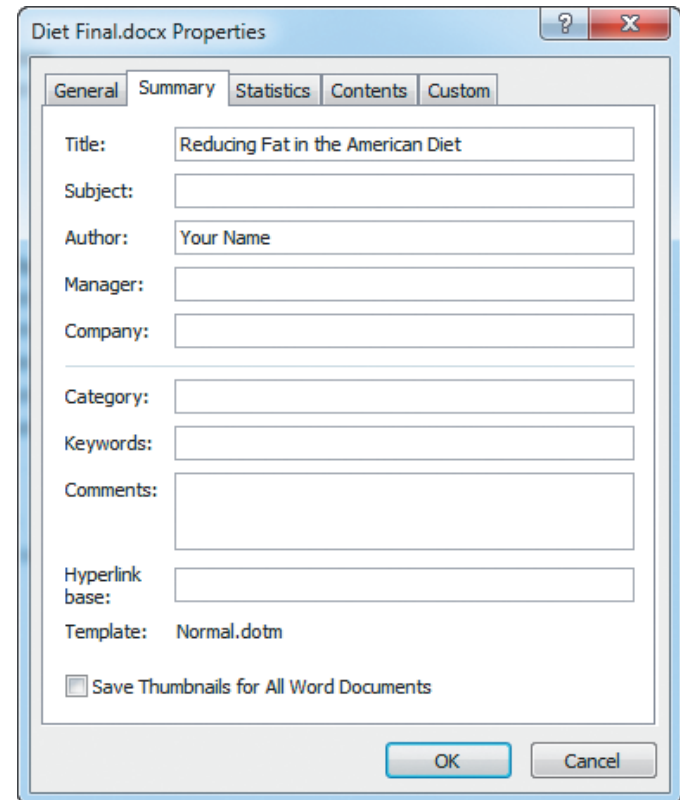 Diet Final.docx Properties
General Summary Statistics Contents Custom
Title: Reducing Fat in the American Diet
Subject:
Author: Your Name
Manager:
Company:
Category:
Keywords:
Comments:
Hyperlink
base:
Template: Normal.dotm
Save Thumbnails for All Word Documents
OK Cancel